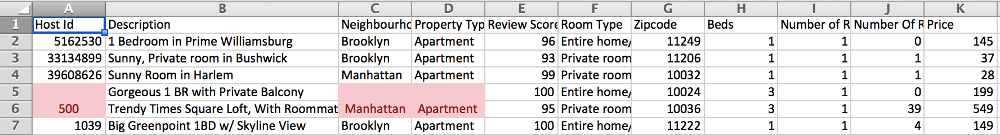 A B C D E F G H I J K
1 Host Id Description Neighbourho Property Typ Review Score Room Type Zipcode Beds Number of R Number Of R Price
2 5162530 1 Bedroom in Prime Williamsburg Brooklyn Apartment 96 Entire home/ 11249 1 1 0 145
3 33134899 Sunny, Private room in Bushwick Brooklyn Apartment 93 Private room 11206 1 1 1 37
4 39608626 Sunny Room in Harlem Manhattan Apartment 99 Private room 10032 1 1 1 28
5 Gorgeous 1 BR with Private Balcony 100 Entire home/ 10024 3 1 0 199
6 500 Trendy Times Square Loft, With Roommat Manhattan Apartment 95 Private room 10036 3 1 39 549
7 1039 Big Greenpoint 1BD w/ Skyline View Brooklyn Apartment 100 Entire home/ 11222 1 1 4 149